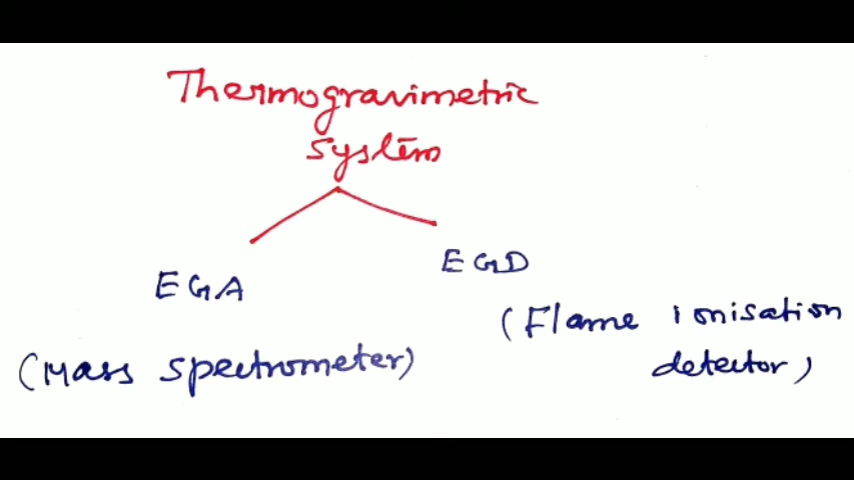 Thermogravimetric
system
EGA
EGD
(Mass spectrometer)
(Flame ionisation
detector)